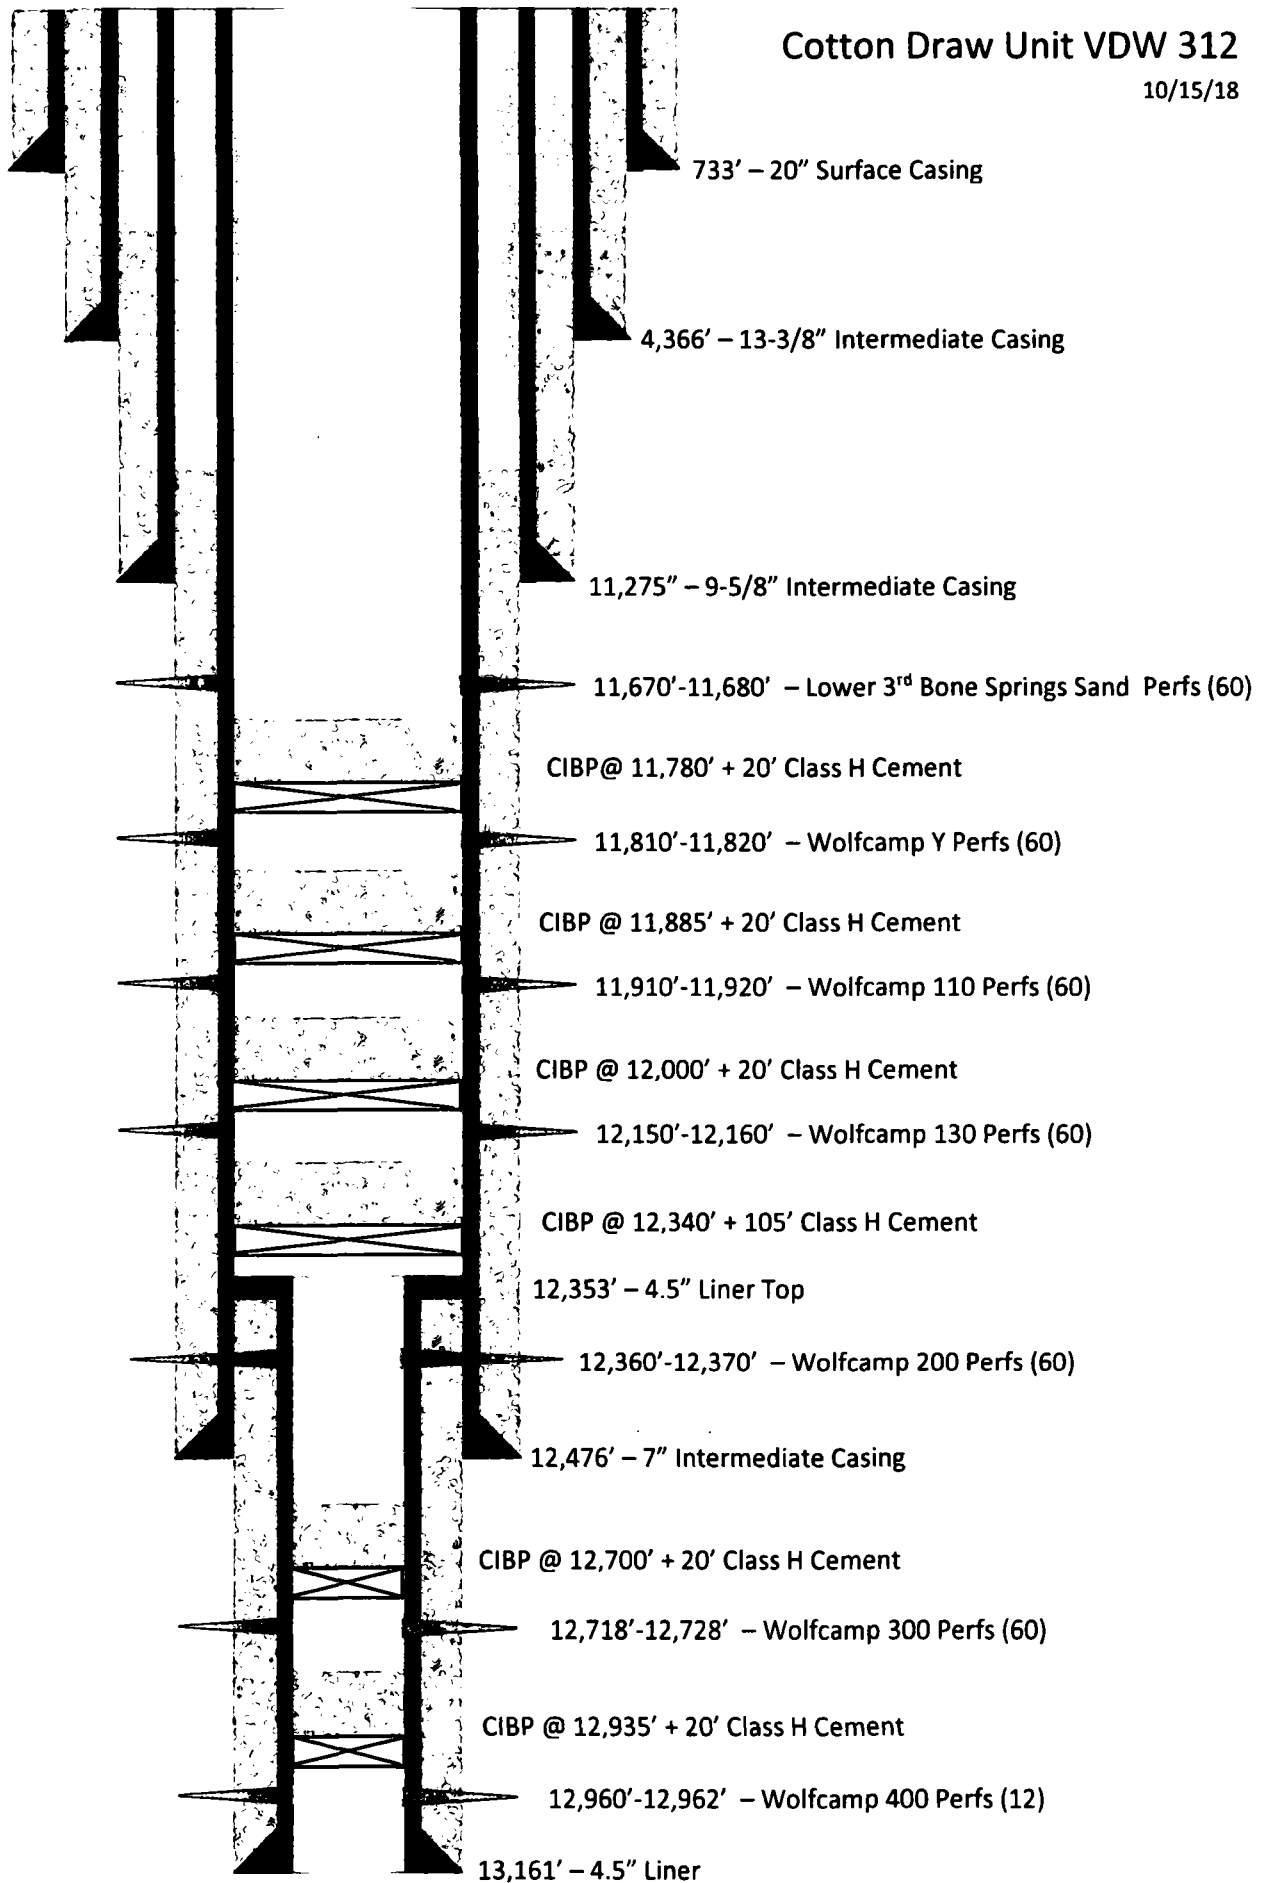 Cotton Draw Unit VDW 312
10/15/18
733’ – 20” Surface Casing
4,366’ – 13-3/8” Intermediate Casing
11,275” – 9-5/8” Intermediate Casing
11,670’-11,680’ – Lower 3rd Bone Springs Sand Perfs (60)
CIBP@ 11,780’ + 20’ Class H Cement
11,810’-11,820’ – Wolfcamp Y Perfs (60)
CIBP @ 11,885’ + 20’ Class H Cement
11,910’-11,920’ – Wolfcamp 110 Perfs (60)
CIBP @ 12,000’ + 20’ Class H Cement
12,150’-12,160’ – Wolfcamp 130 Perfs (60)
CIBP @ 12,340’ + 105’ Class H Cement
12,353’ – 4.5” Liner Top
12,360’-12,370’ – Wolfcamp 200 Perfs (60)
12,476’ – 7” Intermediate Casing
CIBP @ 12,700’ + 20’ Class H Cement
12,718’-12,728’ – Wolfcamp 300 Perfs (60)
CIBP @ 12,935’ + 20’ Class H Cement
12,960’-12,962’ – Wolfcamp 400 Perfs (12)
13,161’ – 4.5” Liner